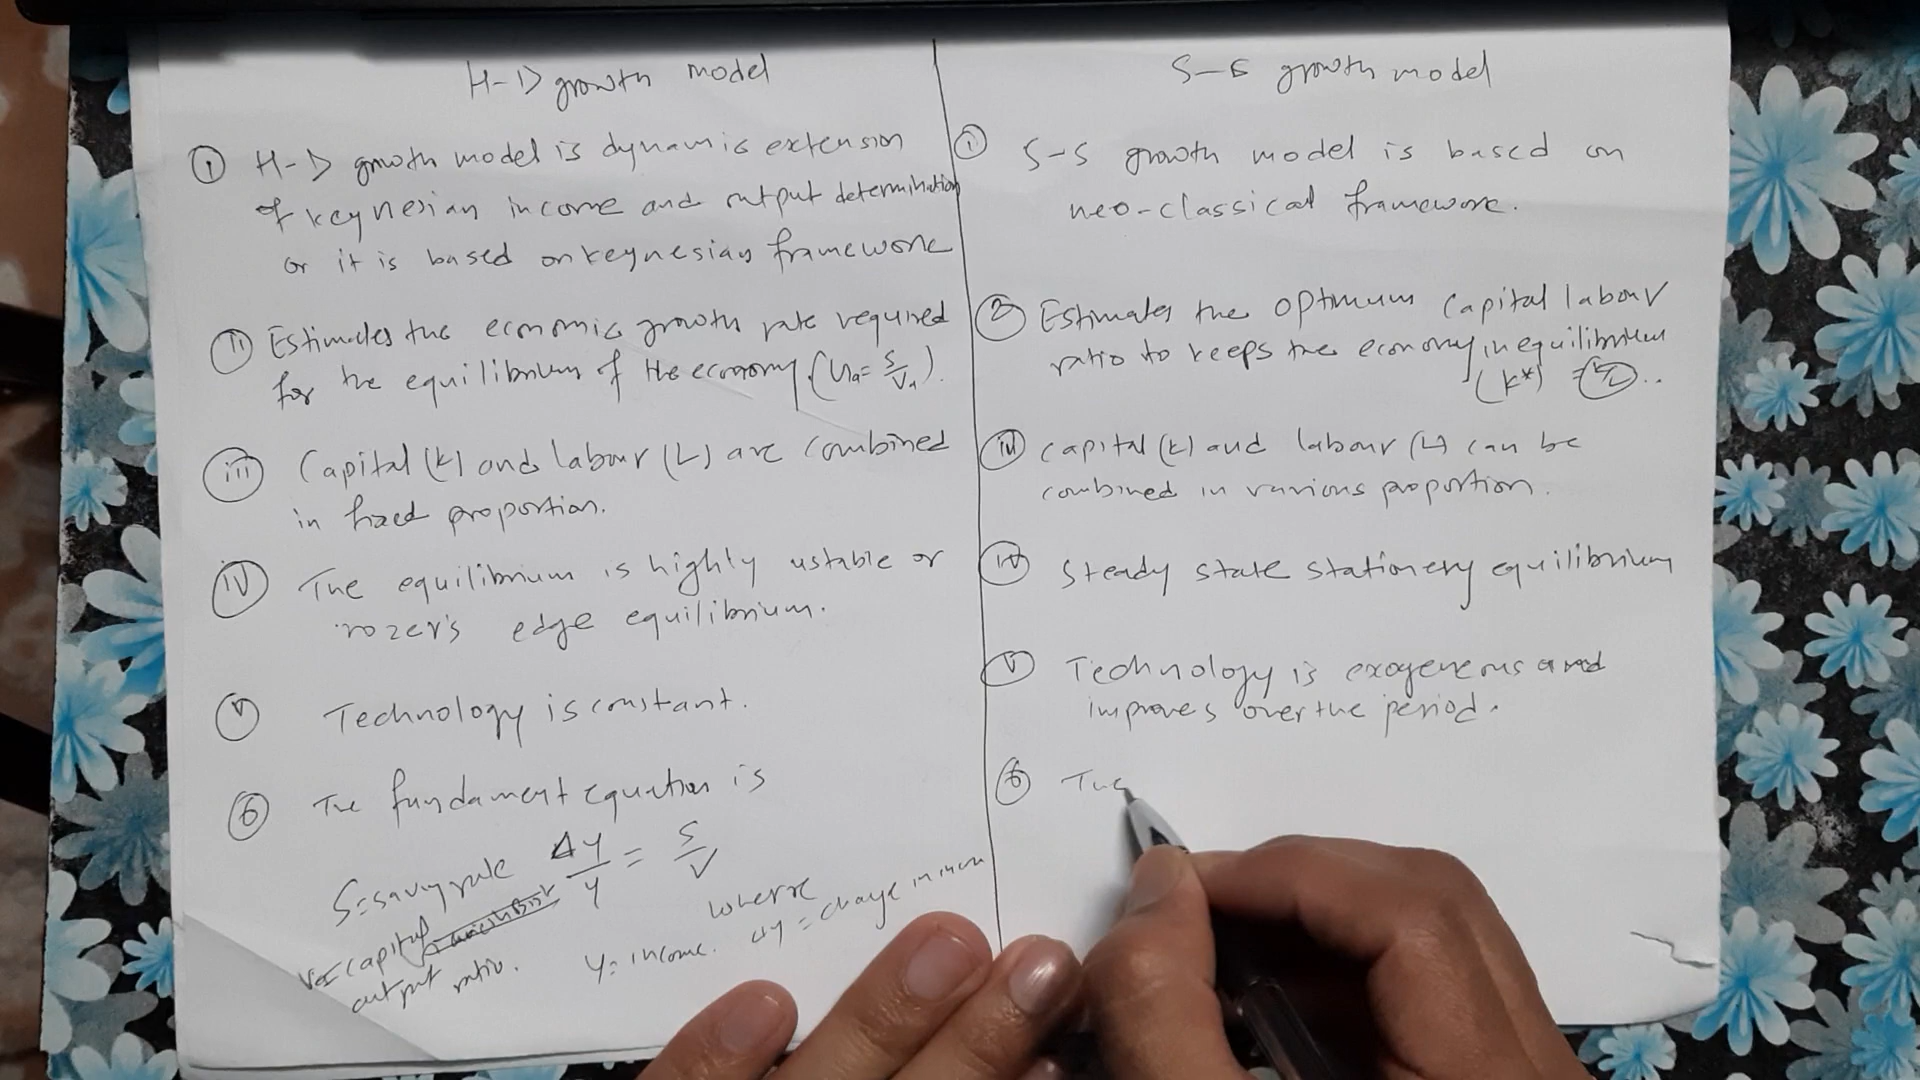 H-D growth model
① H-D growth model is dynamic extension
of keynesian income and output determination
or it is based on keynesian framework
ii Estimates the economic growth rate required
for the equilibrium of the economy (Ga = S/Va).
iii Capital (K) and labour (L) are combined
in fixed proportion.
iv The equilibrium is highly ustable or
rozer's edge equilibrium.
v Technology is constant.
⑥ The fundament equation is
ΔY/Y = S/V
S = saving rule
where
V = capital
output ratio.
Y = income. ΔY = change in
S-S growth model
① S-S growth model is based on
neo-classical framework.
② Estimates the optimum capital labour
ratio to keeps the economy in equilibrium
(K*) = K/L..
iii capital (K) and labour (L) can be
combined in various proportion.
iv Steady state stationery equilibrium
v Technology is exogenerous and
improves over the period.
⑥ The